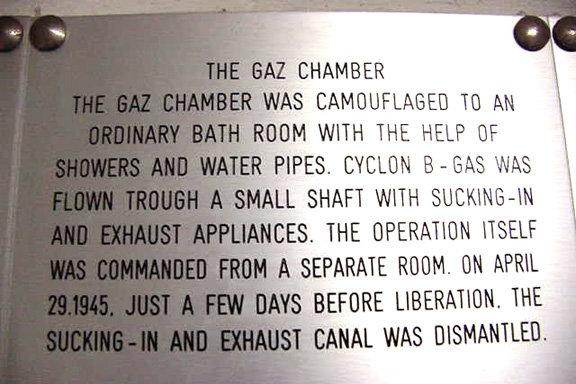 THE GAZ CHAMBER
THE GAZ CHAMBER WAS CAMOUFLAGED TO AN
ORDINARY BATH ROOM WITH THE HELP OF
SHOWERS AND WATER PIPES. CYCLON B-GAS WAS
FLOWN TROUGH A SMALL SHAFT WITH SUCKING-IN
AND EXHAUST APPLIANCES. THE OPERATION ITSELF
WAS COMMANDED FROM A SEPARATE ROOM. ON APRIL
29.1945, JUST A FEW DAYS BEFORE LIBERATION. THE
SUCKING-IN AND EXHAUST CANAL WAS DISMANTLED.